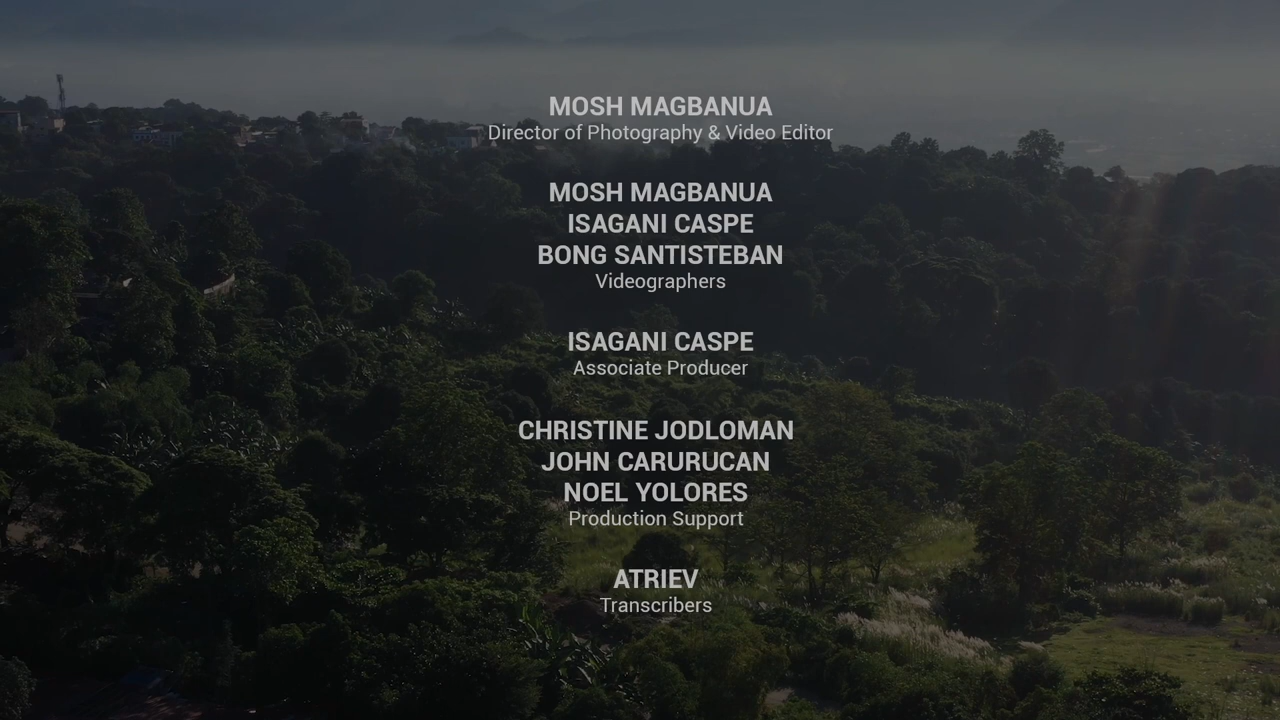 MOSH MAGBANUA
Director of Photography & Video Editor
MOSH MAGBANUA
ISAGANI CASPE
BONG SANTISTEBAN
Videographers
ISAGANI CASPE
Associate Producer
CHRISTINE JODLOMAN
JOHN CARURUCAN
NOEL YOLORES
Production Support
ATRIEV
Transcribers